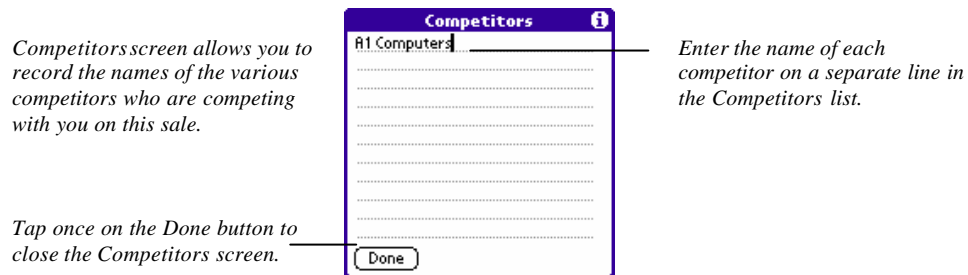 Competitors
Competitors screen allows you to
record the names of the various
competitors who are competing
with you on this sale.
A1 Computers
Enter the name of each
competitor on a separate line in
the Competitors list.
Tap once on the Done button to
close the Competitors screen.
Done